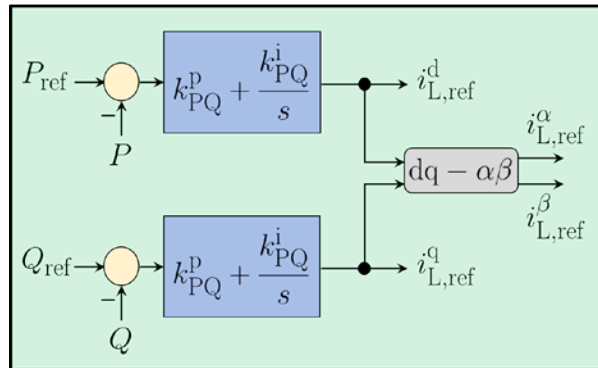 P_ref
−
P
k^p_PQ + k^i_PQ / s
i^d_L,ref
dq − αβ
i^α_L,ref
i^β_L,ref
Q_ref
−
Q
k^p_PQ + k^i_PQ / s
i^q_L,ref